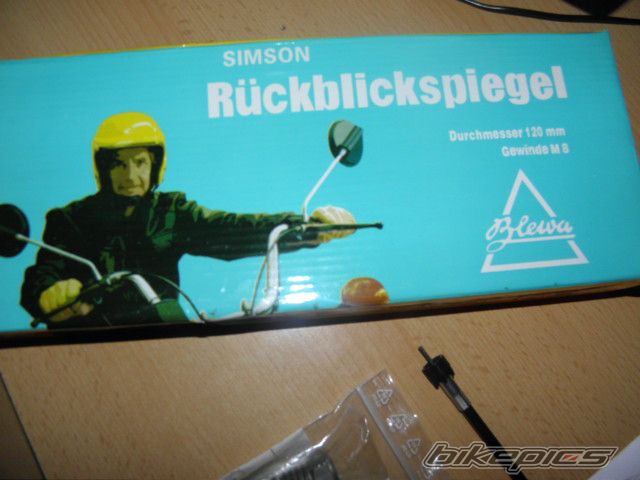 SIMSON
Rückblickspiegel
Durchmesser 120 mm
Gewinde M 8
Blewa
bikepics